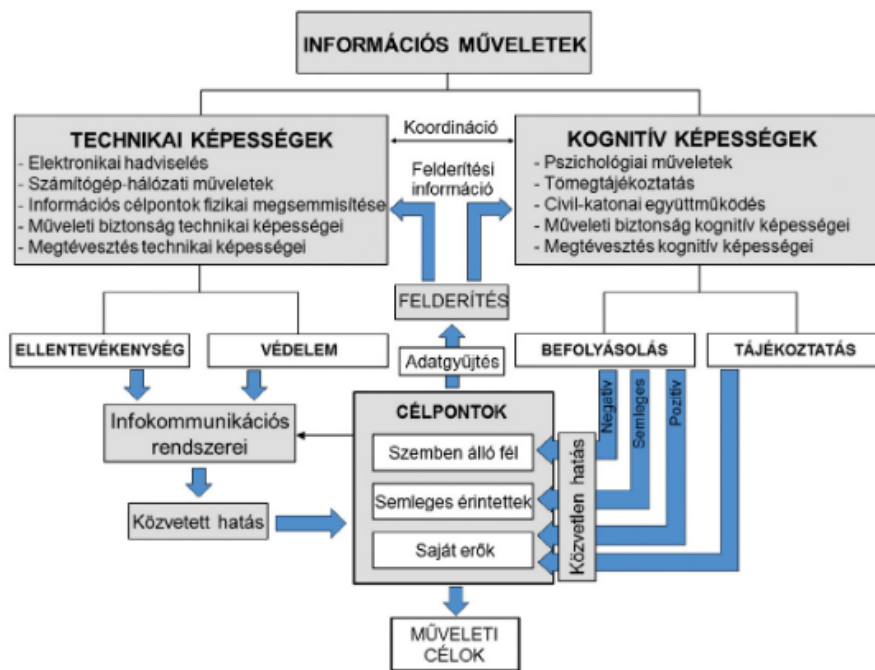 INFORMÁCIÓS MŰVELETEK
TECHNIKAI KÉPESSÉGEK
- Elektronikai hadviselés
- Számítógép-hálózati műveletek
- Információs célpontok fizikai megsemmisítése
- Műveleti biztonság technikai képességei
- Megtévesztés technikai képességei
Koordináció
Felderítési
információ
KOGNITÍV KÉPESSÉGEK
- Pszichológiai műveletek
- Tömegtájékoztatás
- Civil-katonai együttműködés
- Műveleti biztonság kognitív képességei
- Megtévesztés kognitív képességei
FELDERÍTÉS
ELLENTEVÉKENYSÉG
VÉDELEM
Adatgyűjtés
BEFOLYÁSOLÁS
TÁJÉKOZTATÁS
Infokommunikációs
rendszerei
Közvetett hatás
CÉLPONTOK
Szemben álló fél
Semleges érintettek
Saját erők
Közvetlen hatás
Negatív
Semleges
Pozitív
MŰVELETI
CÉLOK